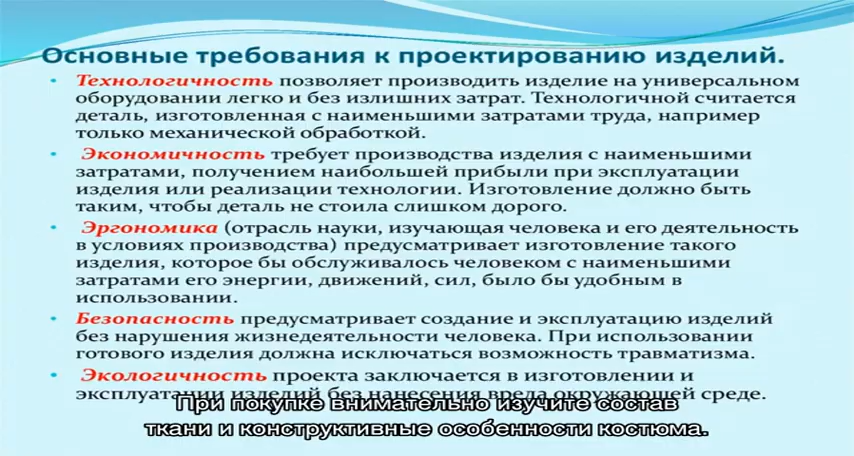 Основные требования к проектированию изделий.
• Технологичность позволяет производить изделие на универсальном
оборудовании легко и без излишних затрат. Технологичной считается
деталь, изготовленная с наименьшими затратами труда, например
только механической обработкой.
• Экономичность требует производства изделия с наименьшими
затратами, получением наибольшей прибыли при эксплуатации
изделия или реализации технологии. Изготовление должно быть
таким, чтобы деталь не стоила слишком дорого.
• Эргономика (отрасль науки, изучающая человека и его деятельность
в условиях производства) предусматривает изготовление такого
изделия, которое бы обслуживалось человеком с наименьшими
затратами его энергии, движений, сил, было бы удобным в
использовании.
• Безопасность предусматривает создание и эксплуатацию изделий
без нарушения жизнедеятельности человека. При использовании
готового изделия должна исключаться возможность травматизма.
• Экологичность проекта заключается в изготовлении и
эксплуатации изделий без нанесения вреда окружающей среде.
При покупке внимательно изучите состав
ткани и конструктивные особенности костюма.